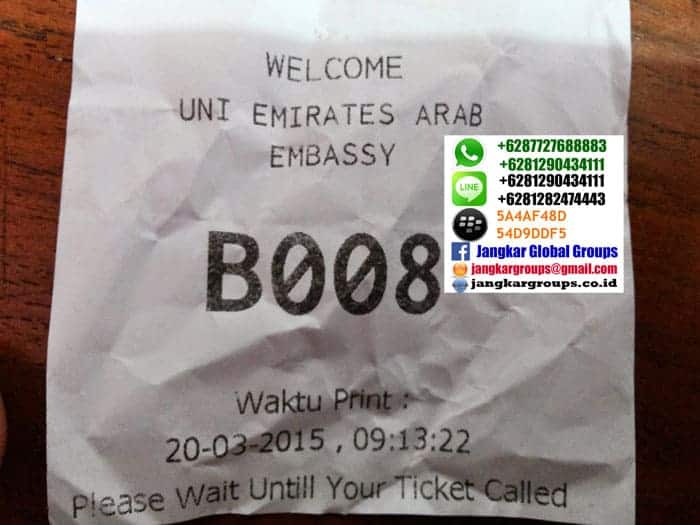 WELCOME
UNI EMIRATES ARAB
EMBASSY
+6287727688883
+6281290434111
+6281290434111
+6281282474443
5A4AF48D
54D9DDF5
Jangkar Global Groups
jangkargroups@gmail.com
jangkargroups.co.id
B008
Waktu Print :
20-03-2015 , 09:13:22
Please Wait Untill Your Ticket Called